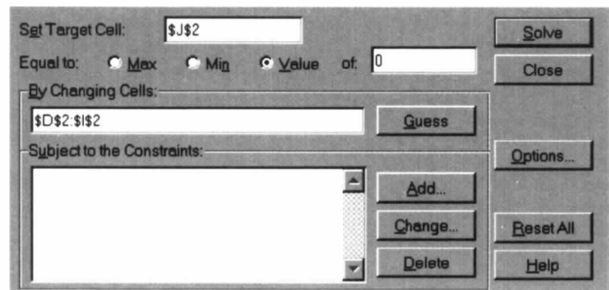 Set Target Cell: $J$2 Solve
Equal to: Max Min Value of: 0 Close
By Changing Cells:
$D$2:$I$2 Guess
Subject to the Constraints: Options...
Add...
Change... Reset All
Delete Help